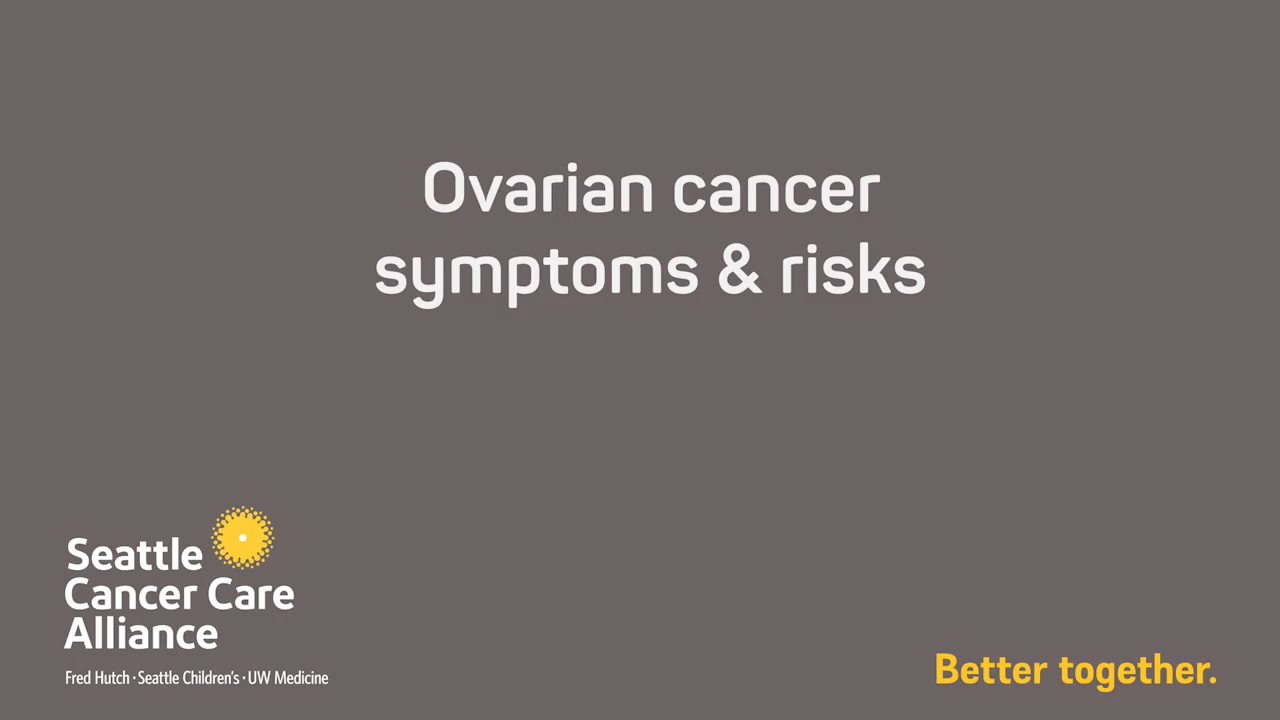 Ovarian cancer
symptoms & risks
Seattle
Cancer Care
Alliance
Fred Hutch · Seattle Children's · UW Medicine
Better together.